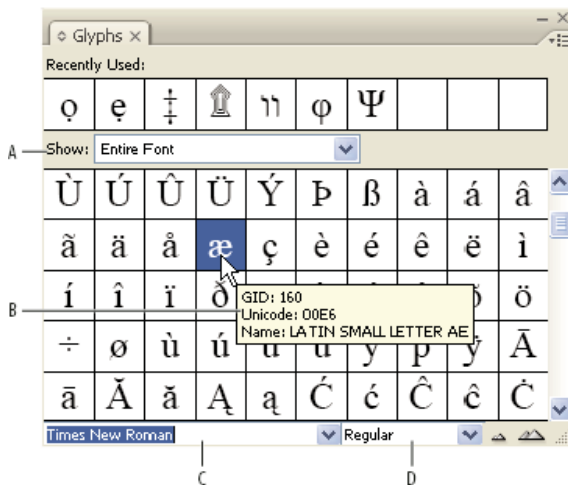 Glyphs
Recently Used:
ọ ẹ ‡ װ φ Ψ
A
Show: Entire Font
Ù Ú Û Ü Ý Þ ß à á â
ã ä å æ ç è é ê ë ì
í î ï ð õ ö
GID: 160
B
Unicode: 00E6
Name: LATIN SMALL LETTER AE
÷ ø ù ú û ü ý þ ÿ Ā
ā Ă ă Ą ą Ć ć Ĉ ĉ Ċ
Times New Roman Regular
C D